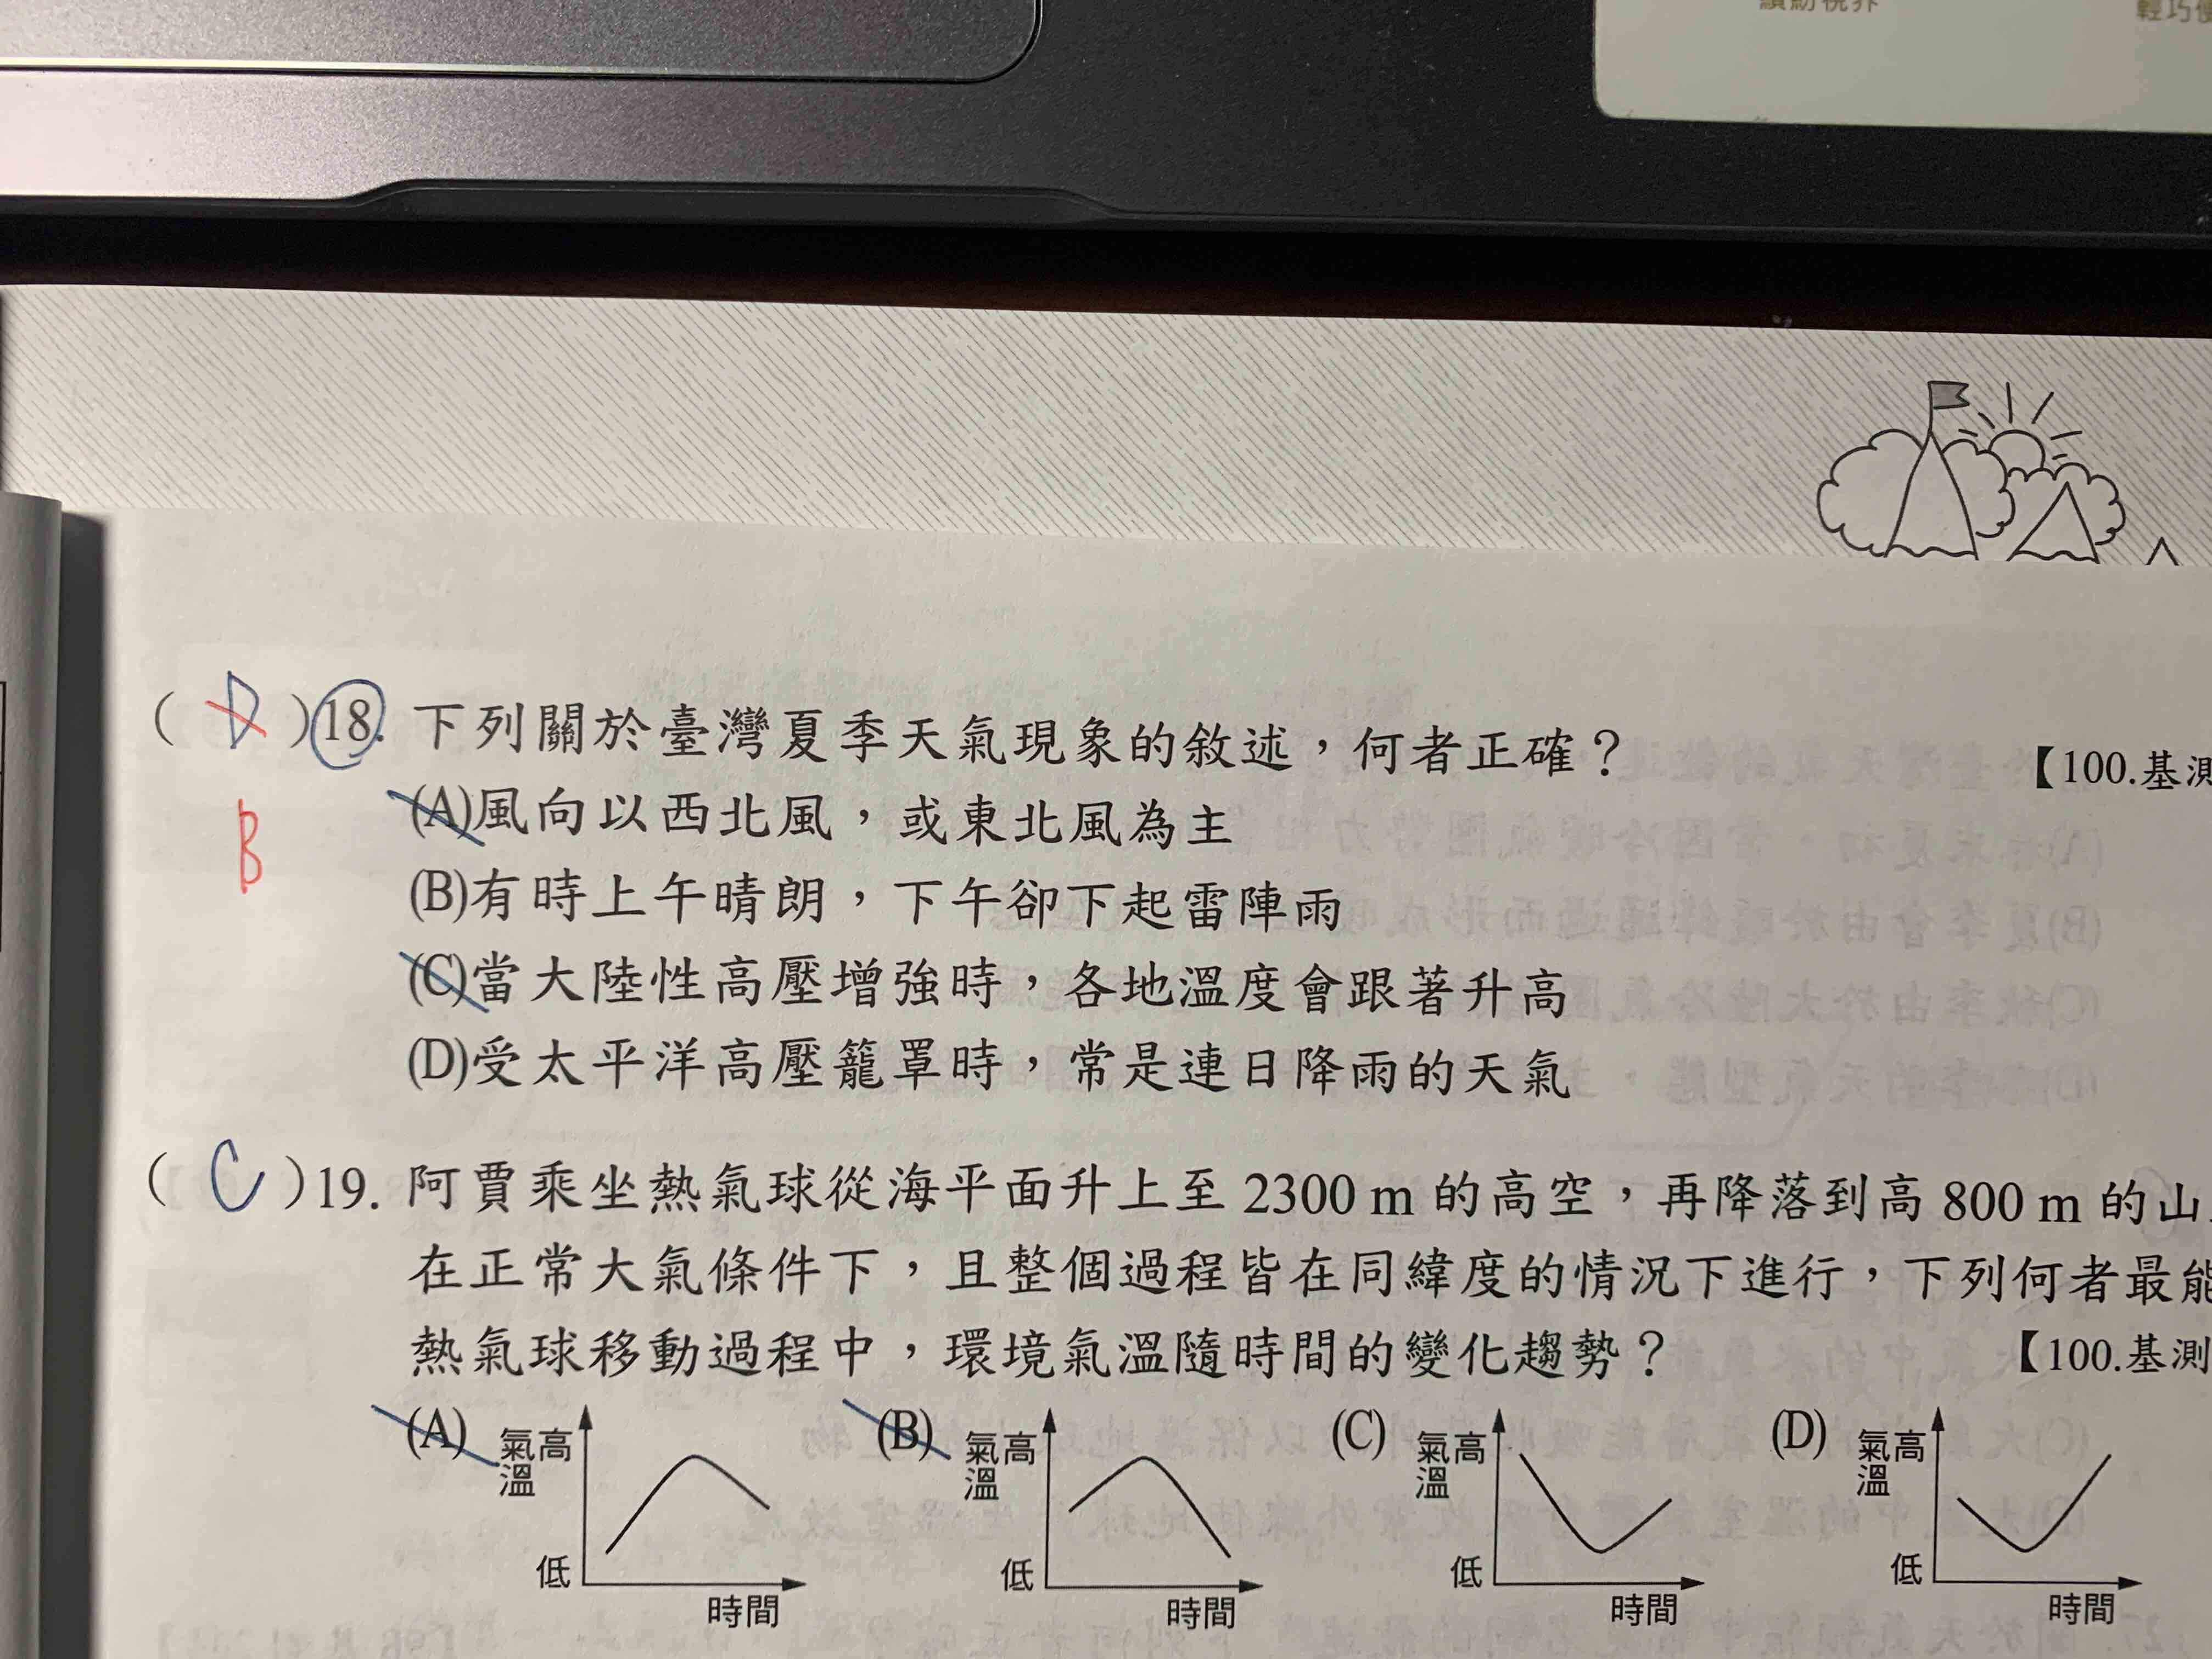 繽紛視界
輕巧
( D )18. 下列關於臺灣夏季天氣現象的敘述，何者正確？ 【100.基測
B
(A)風向以西北風，或東北風為主
(B)有時上午晴朗，下午卻下起雷陣雨
(C)當大陸性高壓增強時，各地溫度會跟著升高
(D)受太平洋高壓籠罩時，常是連日降雨的天氣
( C )19. 阿賈乘坐熱氣球從海平面升上至 2300 m 的高空，再降落到高 800 m 的山
在正常大氣條件下，且整個過程皆在同緯度的情況下進行，下列何者最能
熱氣球移動過程中，環境氣溫隨時間的變化趨勢？ 【100.基測
(A) 氣溫 高 低 時間
(B) 氣溫 高 低 時間
(C) 氣溫 高 低 時間
(D) 氣溫 高 低 時間